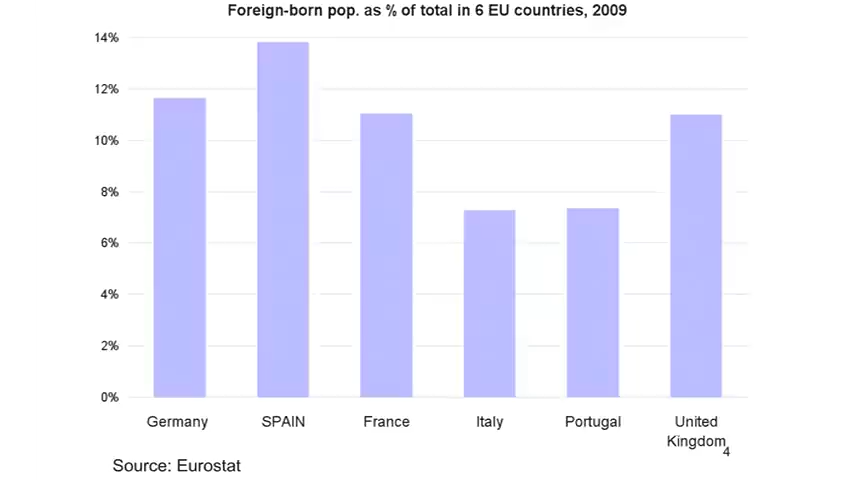 Foreign-born pop. as % of total in 6 EU countries, 2009
14%
12%
10%
8%
6%
4%
2%
0%
Germany SPAIN France Italy Portugal United
Kingdom
4
Source: Eurostat